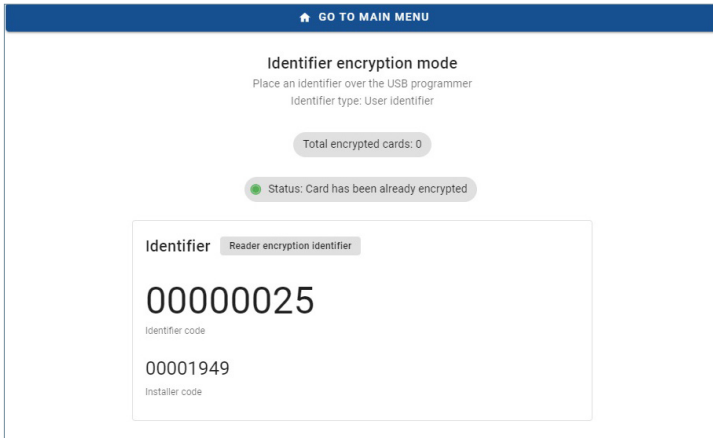 GO TO MAIN MENU
Identifier encryption mode
Place an identifier over the USB programmer
Identifier type: User identifier
Total encrypted cards: 0
Status: Card has been already encrypted
Identifier Reader encryption identifier
00000025
Identifier code
00001949
Installer code